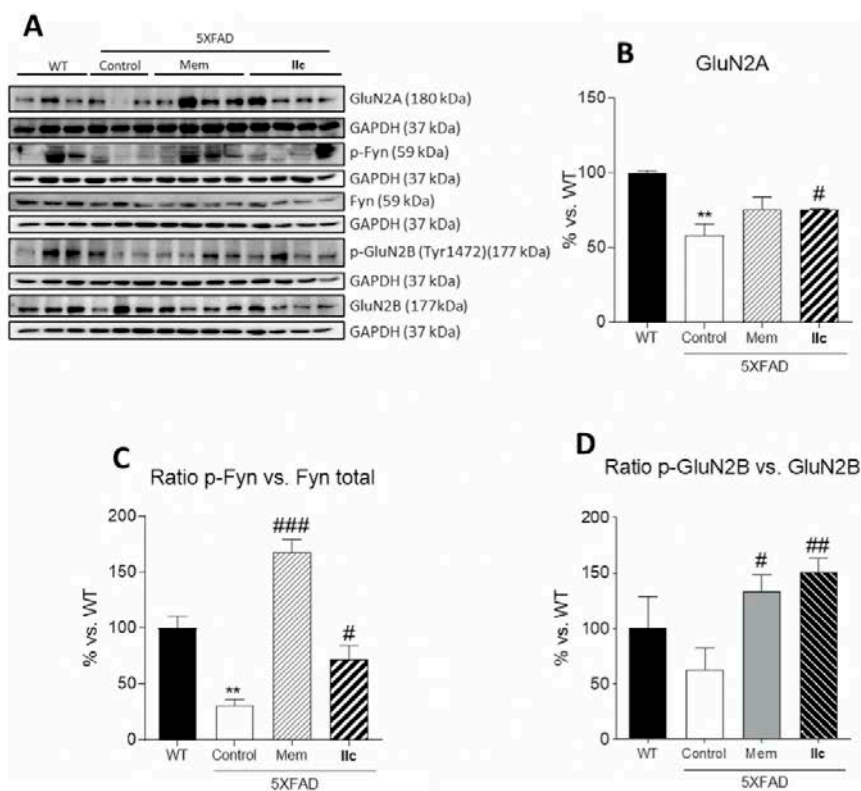 A
5XFAD
WT Control Mem IIc
GluN2A (180 kDa)
GAPDH (37 kDa)
p-Fyn (59 kDa)
GAPDH (37 kDa)
Fyn (59 kDa)
GAPDH (37 kDa)
p-GluN2B (Tyr1472)(177 kDa)
GAPDH (37 kDa)
GluN2B (177kDa)
GAPDH (37 kDa)
B
GluN2A
% vs. WT
150
100
50
0
**
#
WT Control Mem IIc
5XFAD
C
Ratio p-Fyn vs. Fyn total
% vs. WT
200
150
100
50
0
**
###
#
WT Control Mem IIc
5XFAD
D
Ratio p-GluN2B vs. GluN2B
% vs. WT
200
150
100
50
0
#
##
WT Control Mem IIc
5XFAD